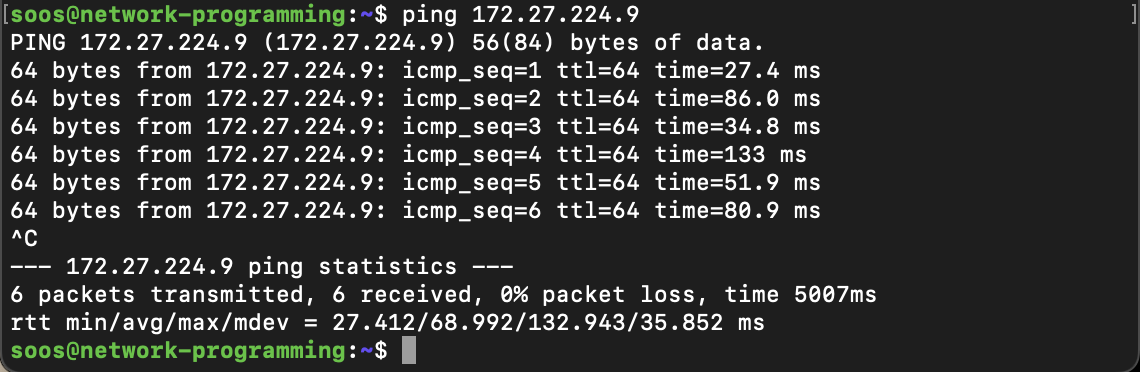 [soos@network-programming:~$ ping 172.27.224.9 ]
PING 172.27.224.9 (172.27.224.9) 56(84) bytes of data.
64 bytes from 172.27.224.9: icmp_seq=1 ttl=64 time=27.4 ms
64 bytes from 172.27.224.9: icmp_seq=2 ttl=64 time=86.0 ms
64 bytes from 172.27.224.9: icmp_seq=3 ttl=64 time=34.8 ms
64 bytes from 172.27.224.9: icmp_seq=4 ttl=64 time=133 ms
64 bytes from 172.27.224.9: icmp_seq=5 ttl=64 time=51.9 ms
64 bytes from 172.27.224.9: icmp_seq=6 ttl=64 time=80.9 ms
^C
--- 172.27.224.9 ping statistics ---
6 packets transmitted, 6 received, 0% packet loss, time 5007ms
rtt min/avg/max/mdev = 27.412/68.992/132.943/35.852 ms
soos@network-programming:~$